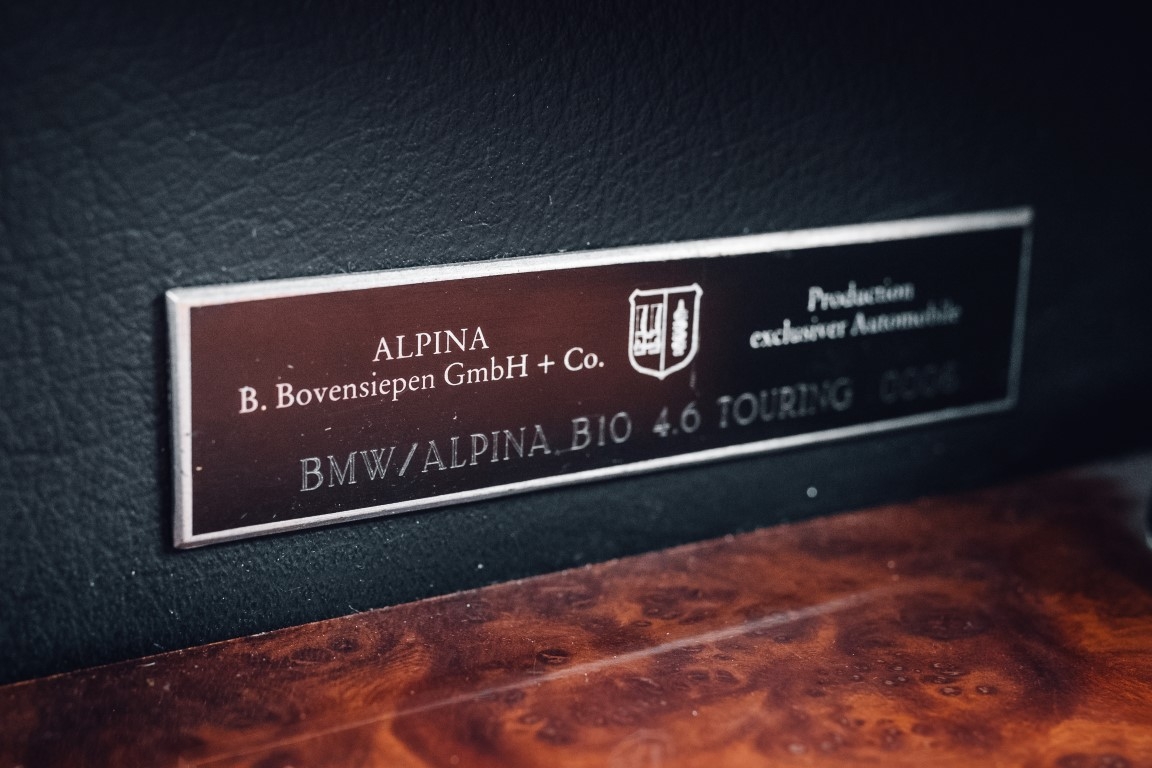 ALPINA
B. Bovensiepen GmbH + Co.
Production
exclusiver Automobile
BMW/ALPINA B10 4.6 TOURING